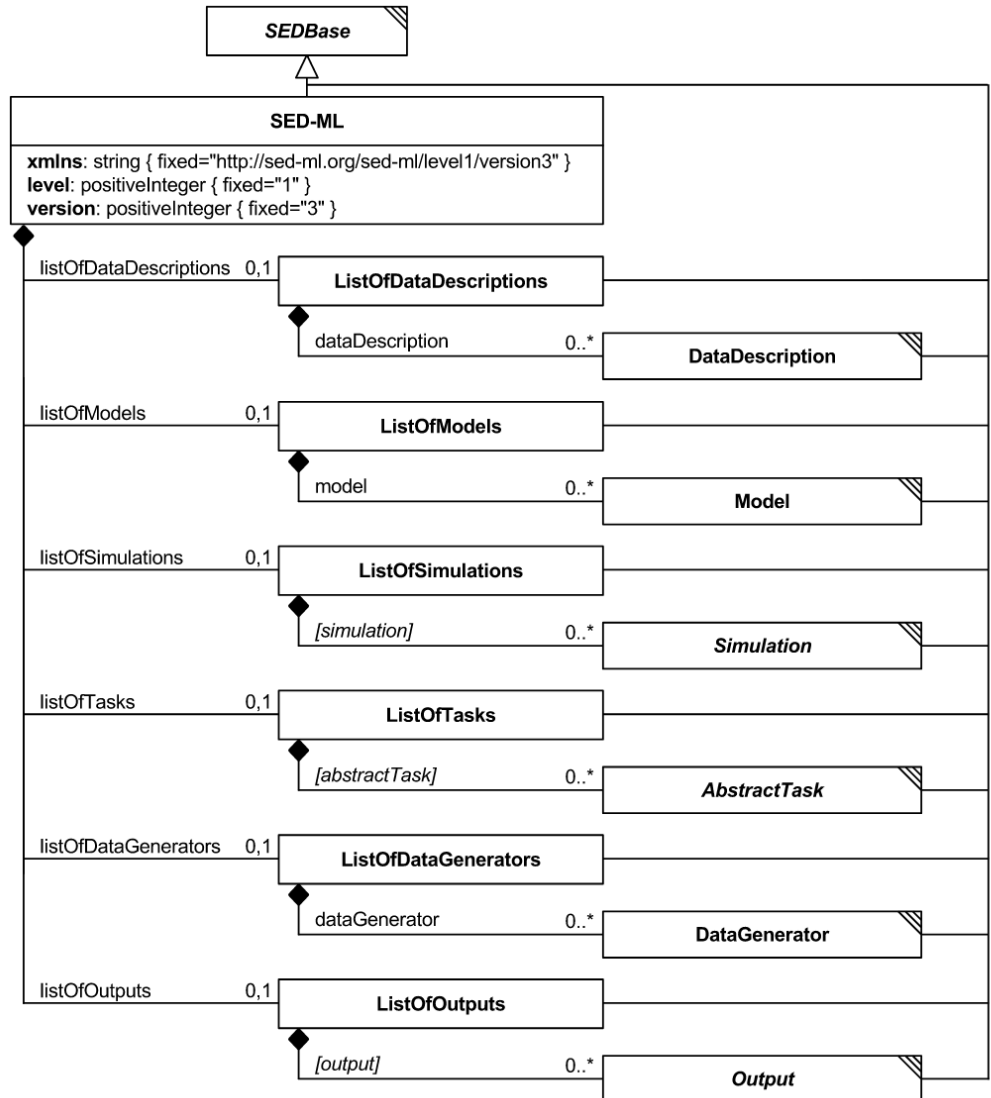 SEDBase
SED-ML
xmlns: string { fixed="http://sed-ml.org/sed-ml/level1/version3" }
level: positiveInteger { fixed="1" }
version: positiveInteger { fixed="3" }
listOfDataDescriptions 0,1
ListOfDataDescriptions
dataDescription 0..*
DataDescription
listOfModels 0,1
ListOfModels
model 0..*
Model
listOfSimulations 0,1
ListOfSimulations
[simulation] 0..*
Simulation
listOfTasks 0,1
ListOfTasks
[abstractTask] 0..*
AbstractTask
listOfDataGenerators 0,1
ListOfDataGenerators
dataGenerator 0..*
DataGenerator
listOfOutputs 0,1
ListOfOutputs
[output] 0..*
Output